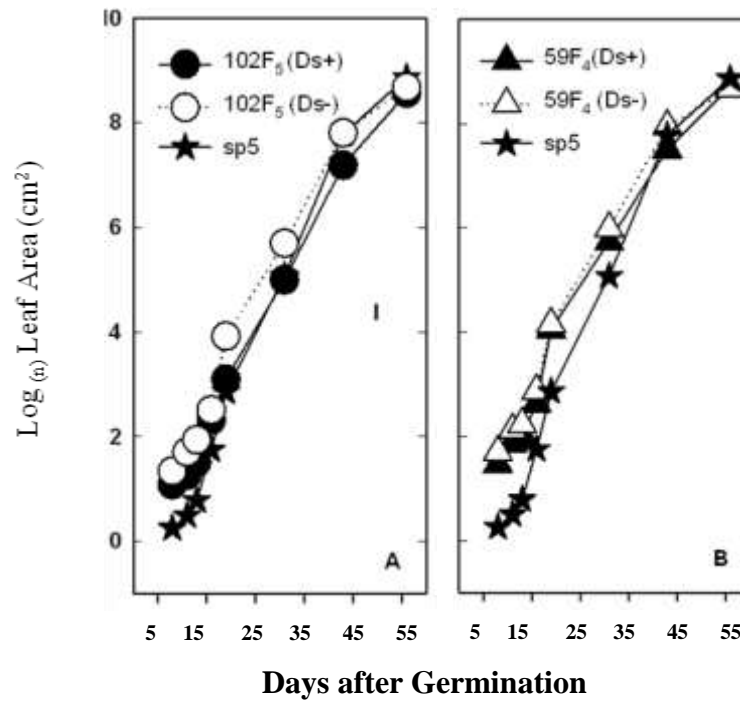 Log (n) Leaf Area (cm²)
10
8
6
4
2
0
102F₅ (Ds+)
102F₅ (Ds-)
sp5
I
A
59F₄ (Ds+)
59F₄ (Ds-)
sp5
B
5 15 25 35 45 55
5 15 25 35 45 55
Days after Germination